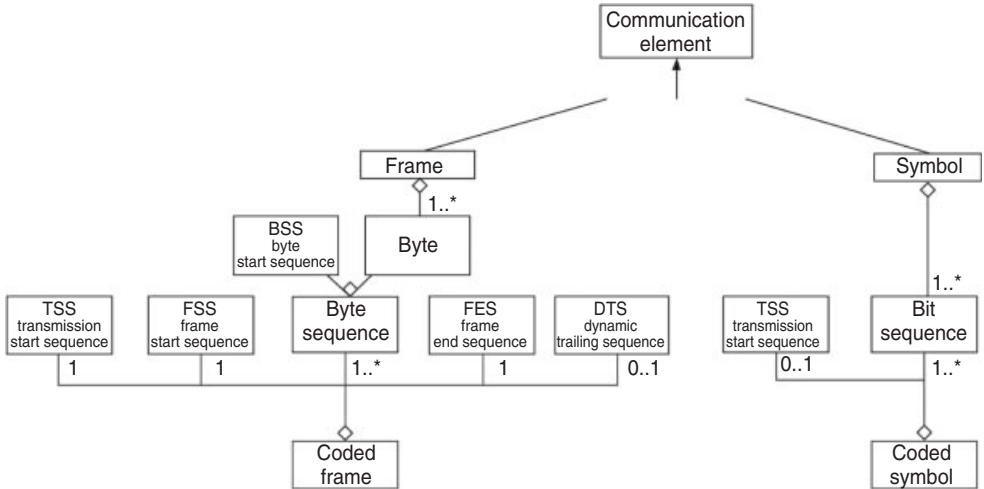 Communication
element
Frame
Symbol
1..*
BSS
byte
start sequence
Byte
1..*
TSS
transmission
start sequence
FSS
frame
start sequence
Byte
sequence
FES
frame
end sequence
DTS
dynamic
trailing sequence
TSS
transmission
start sequence
Bit
sequence
1
1
1..*
1
0..1
0..1
1..*
Coded
frame
Coded
symbol